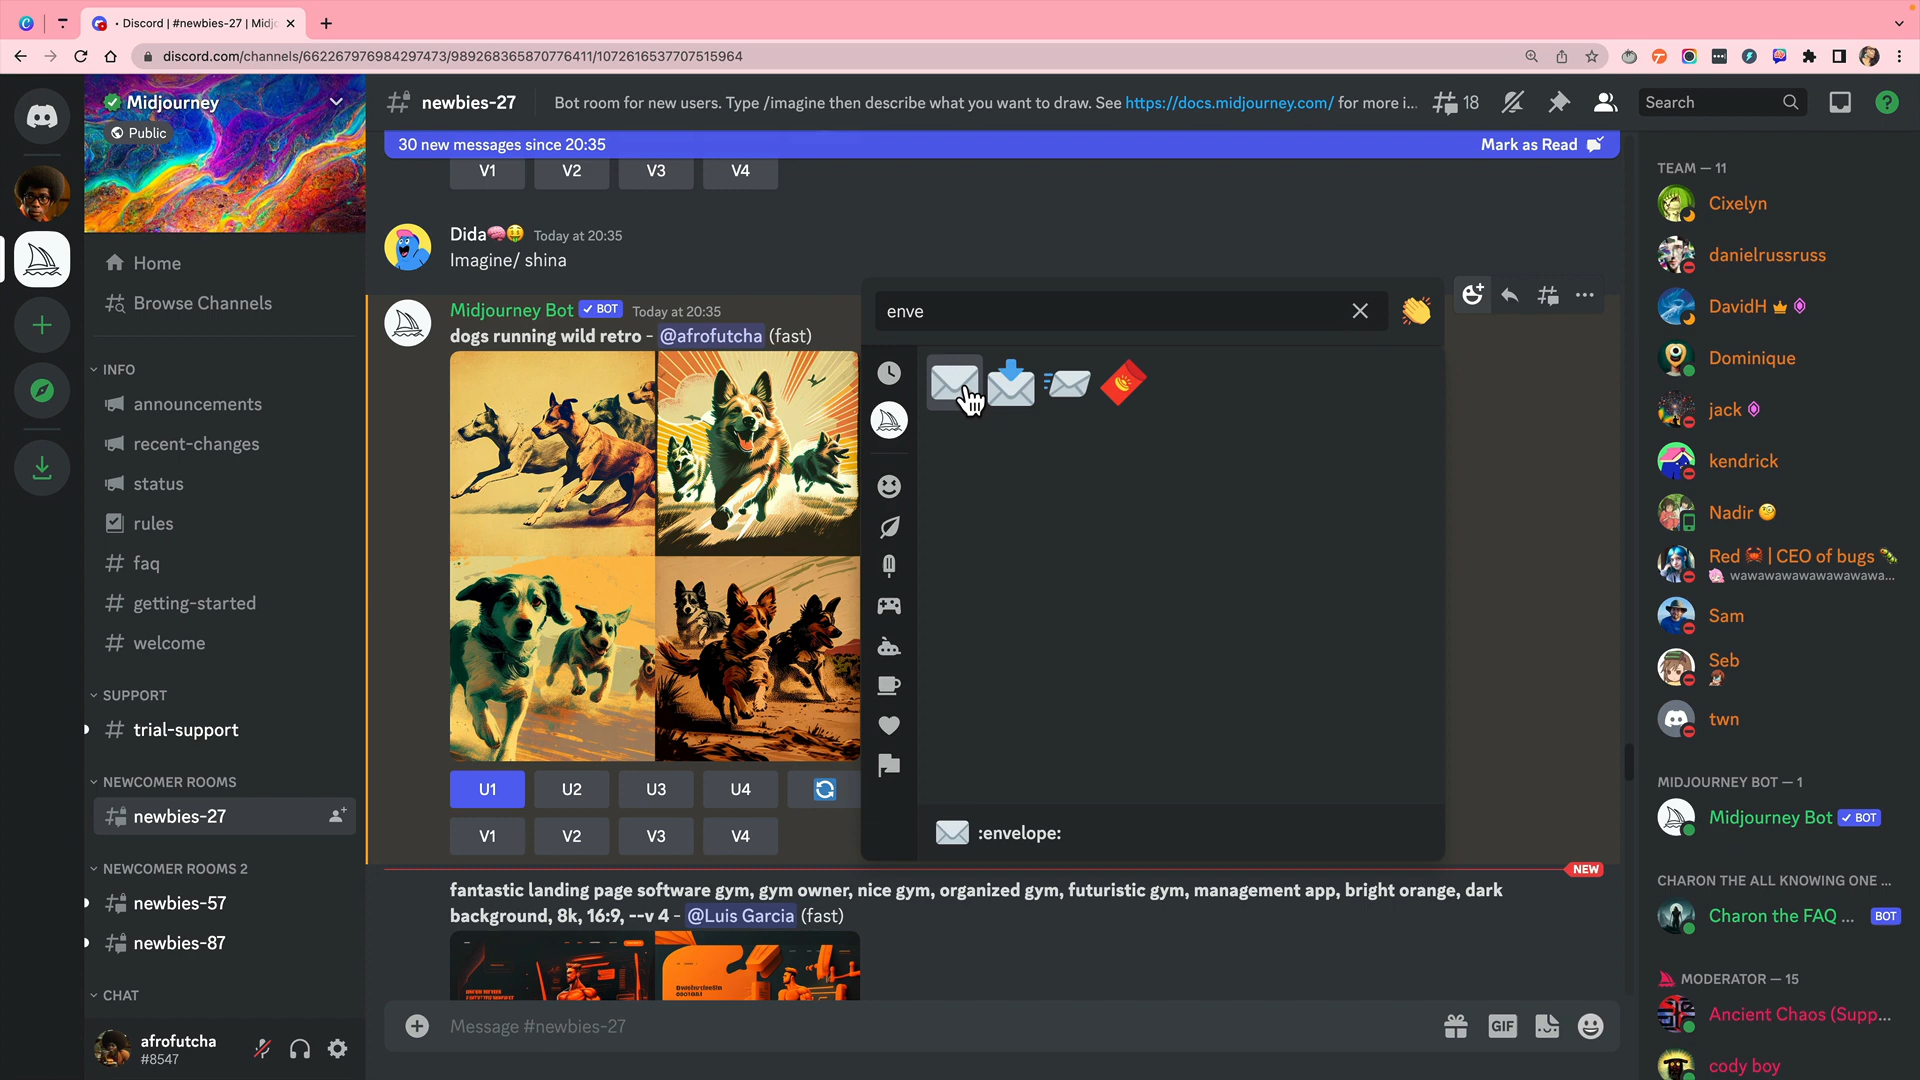 • Discord | #newbies-27 | Midj
discord.com/channels/662267976984297473/989268365870776411/1072616537707515964
Midjourney
Public
newbies-27
Bot room for new users. Type /imagine then describe what you want to draw. See https://docs.midjourney.com/ for more i...
18
Search
30 new messages since 20:35
Mark as Read
Home
Browse Channels
INFO
announcements
recent-changes
status
rules
faq
getting-started
welcome
SUPPORT
trial-support
NEWCOMER ROOMS
newbies-27
NEWCOMER ROOMS 2
newbies-57
newbies-87
CHAT
afrofutcha
#8547
V1 V2 V3 V4
Dida🧠🤑 Today at 20:35
Imagine/ shina
Midjourney Bot ✓ BOT Today at 20:35
dogs running wild retro - @afrofutcha (fast)
U1 U2 U3 U4
V1 V2 V3 V4
enve
:envelope:
NEW
fantastic landing page software gym, gym owner, nice gym, organized gym, futuristic gym, management app, bright orange, dark
background, 8k, 16:9, --v 4 - @Luis Garcia (fast)
Message #newbies-27
GIF
TEAM — 11
Cixelyn
danielrussruss
DavidH
Dominique
jack
kendrick
Nadir 🧐
Red 🦀 | CEO of bugs 🐛
wawawawawawawawawa...
Sam
Seb
twn
MIDJOURNEY BOT — 1
Midjourney Bot ✓ BOT
CHARON THE ALL KNOWING ONE ...
Charon the FAQ ... BOT
MODERATOR — 15
Ancient Chaos (Supp...
cody boy